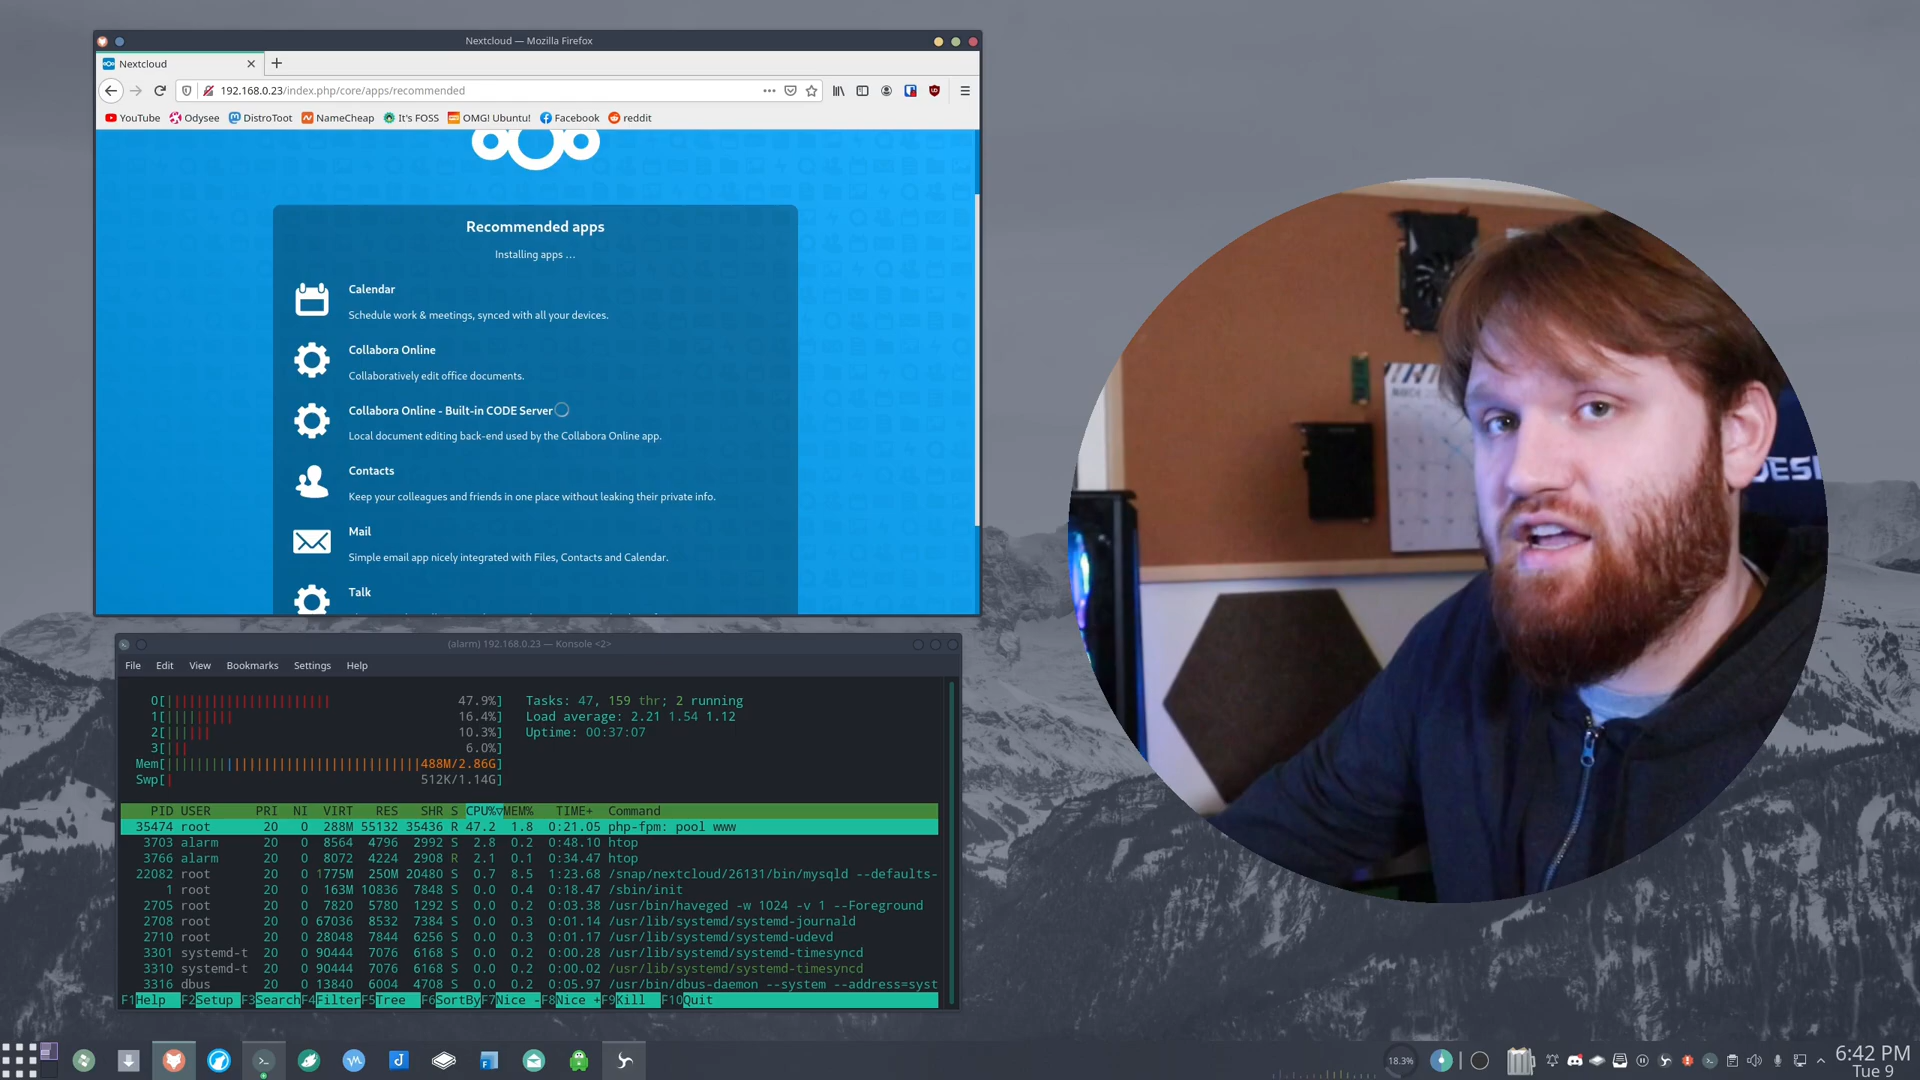 Nextcloud — Mozilla Firefox
Nextcloud
192.168.0.23/index.php/core/apps/recommended
YouTube Odysee DistroToot NameCheap It's FOSS OMG! Ubuntu! Facebook reddit
Recommended apps
Installing apps ...
Calendar
Schedule work & meetings, synced with all your devices.
Collabora Online
Collaboratively edit office documents.
Collabora Online - Built-in CODE Server
Local document editing back-end used by the Collabora Online app.
Contacts
Keep your colleagues and friends in one place without leaking their private info.
Mail
Simple email app nicely integrated with Files, Contacts and Calendar.
Talk
(alarm) 192.168.0.23 — Konsole <2>
File Edit View Bookmarks Settings Help
0[ 47.9%] Tasks: 47, 159 thr; 2 running
1[ 16.4%] Load average: 2.21 1.54 1.12
2[ 10.3%] Uptime: 00:37:07
3[ 6.0%]
Mem[ 488M/2.86G]
Swp[ 512K/1.14G]
PID USER PRI NI VIRT RES SHR S CPU%▽MEM% TIME+ Command
35474 root 20 0 288M 55132 35436 R 47.2 1.8 0:21.05 php-fpm: pool www
3703 alarm 20 0 8564 4796 2992 S 2.8 0.2 0:48.10 htop
3766 alarm 20 0 8072 4224 2908 R 2.1 0.1 0:34.47 htop
22082 root 20 0 1775M 250M 20480 S 0.7 8.5 1:23.68 /snap/nextcloud/26131/bin/mysqld --defaults-
1 root 20 0 163M 10836 7848 S 0.0 0.4 0:18.47 /sbin/init
2705 root 20 0 7820 5780 1292 S 0.0 0.2 0:03.38 /usr/bin/haveged -w 1024 -v 1 --Foreground
2708 root 20 0 67036 8532 7384 S 0.0 0.3 0:01.14 /usr/lib/systemd/systemd-journald
2710 root 20 0 28048 7844 6256 S 0.0 0.3 0:01.17 /usr/lib/systemd/systemd-udevd
3301 systemd-t 20 0 90444 7076 6168 S 0.0 0.2 0:00.28 /usr/lib/systemd/systemd-timesyncd
3310 systemd-t 20 0 90444 7076 6168 S 0.0 0.2 0:00.02 /usr/lib/systemd/systemd-timesyncd
3316 dbus 20 0 13840 6004 4708 S 0.0 0.2 0:05.97 /usr/bin/dbus-daemon --system --address=syst
F1Help F2Setup F3SearchF4FilterF5Tree F6SortByF7Nice -F8Nice +F9Kill F10Quit
18.3%
6:42 PM
Tue 9